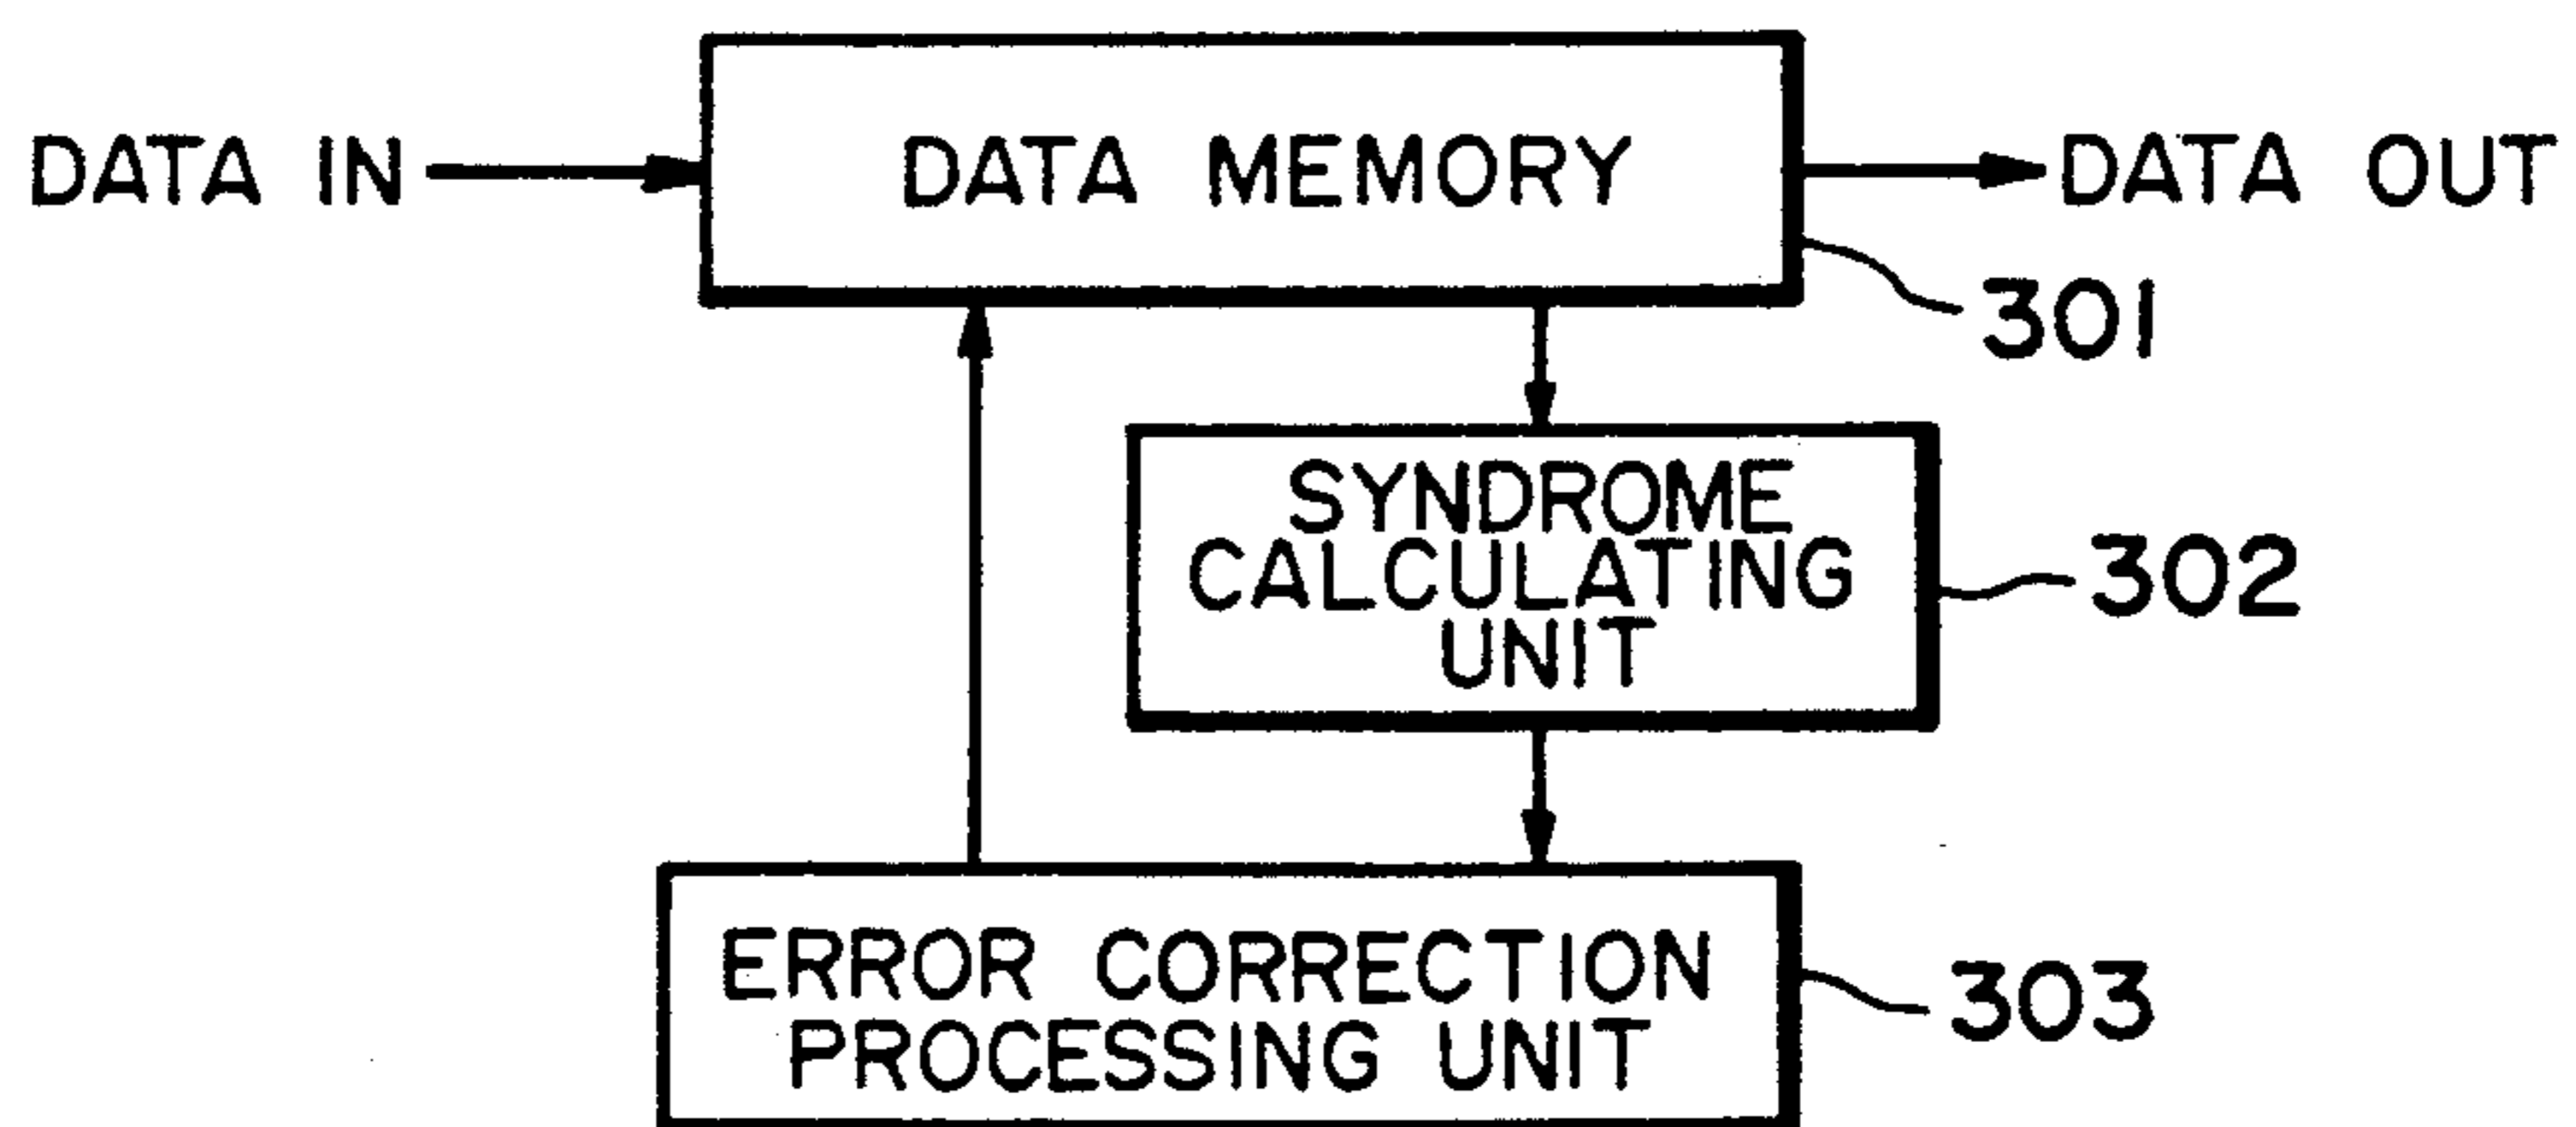 DATA IN
DATA MEMORY
DATA OUT
301
SYNDROME
CALCULATING
UNIT
302
ERROR CORRECTION
PROCESSING UNIT
303